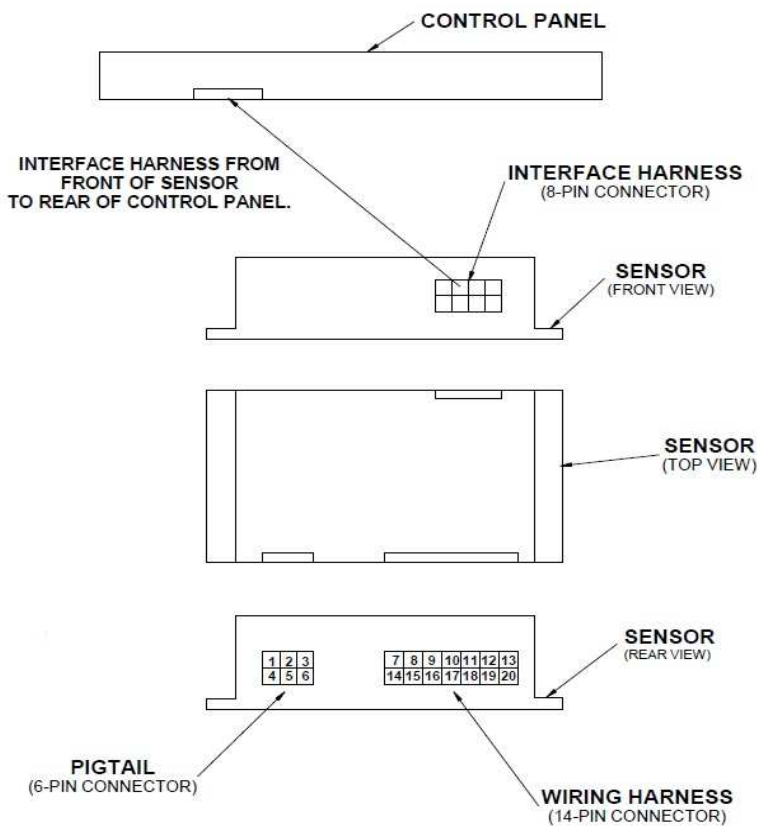 CONTROL PANEL
INTERFACE HARNESS FROM
FRONT OF SENSOR
TO REAR OF CONTROL PANEL.
INTERFACE HARNESS
(8-PIN CONNECTOR)
SENSOR
(FRONT VIEW)
SENSOR
(TOP VIEW)
SENSOR
(REAR VIEW)
1 2 3
4 5 6
7 8 9 10 11 12 13
14 15 16 17 18 19 20
PIGTAIL
(6-PIN CONNECTOR)
WIRING HARNESS
(14-PIN CONNECTOR)